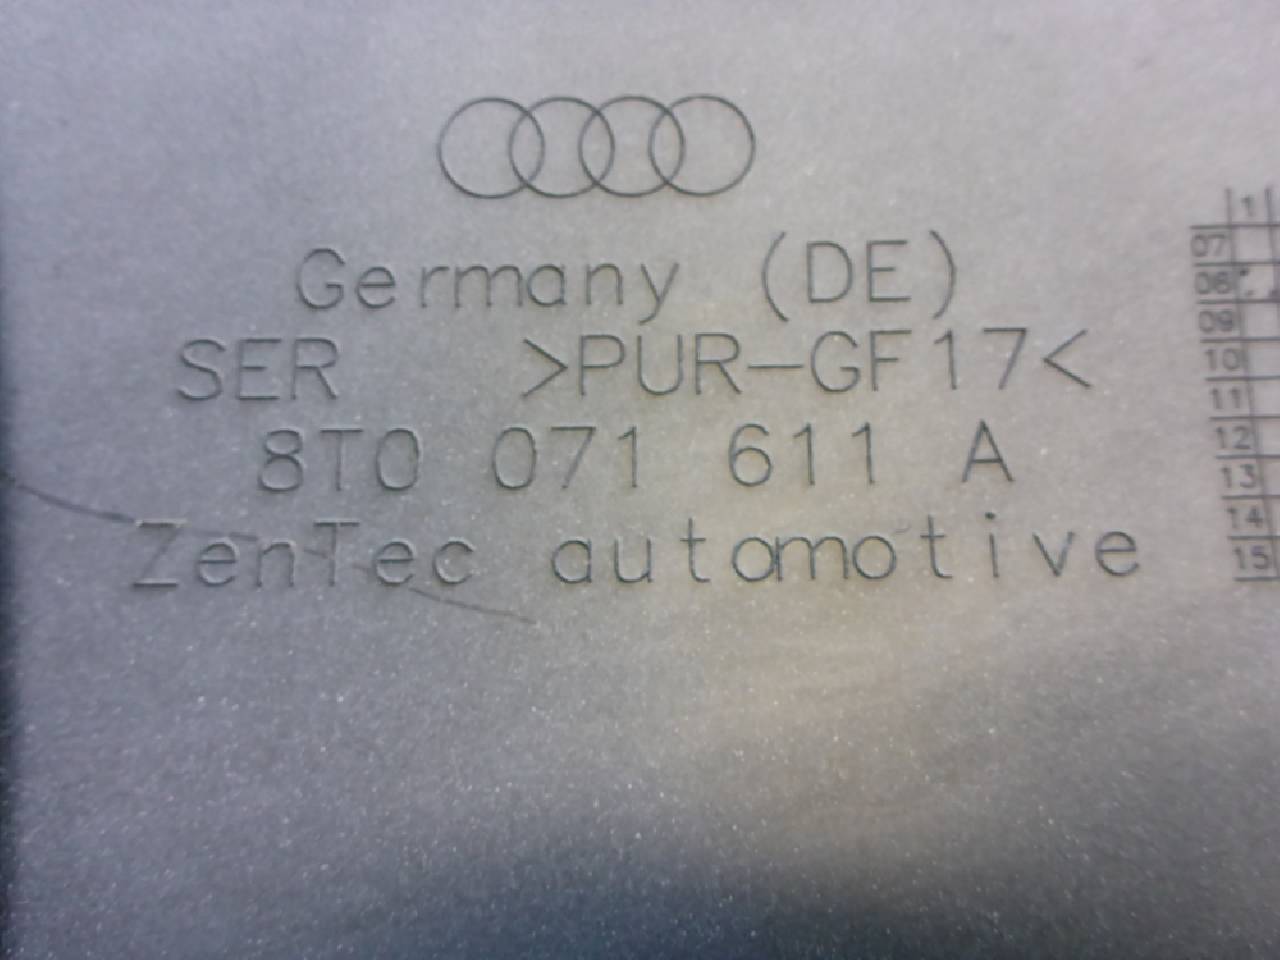 Germany (DE)
SER >PUR-GF17<
8T0 071 611 A
ZenTec automotive
1
07
08
09
10
11
12
13
14
15